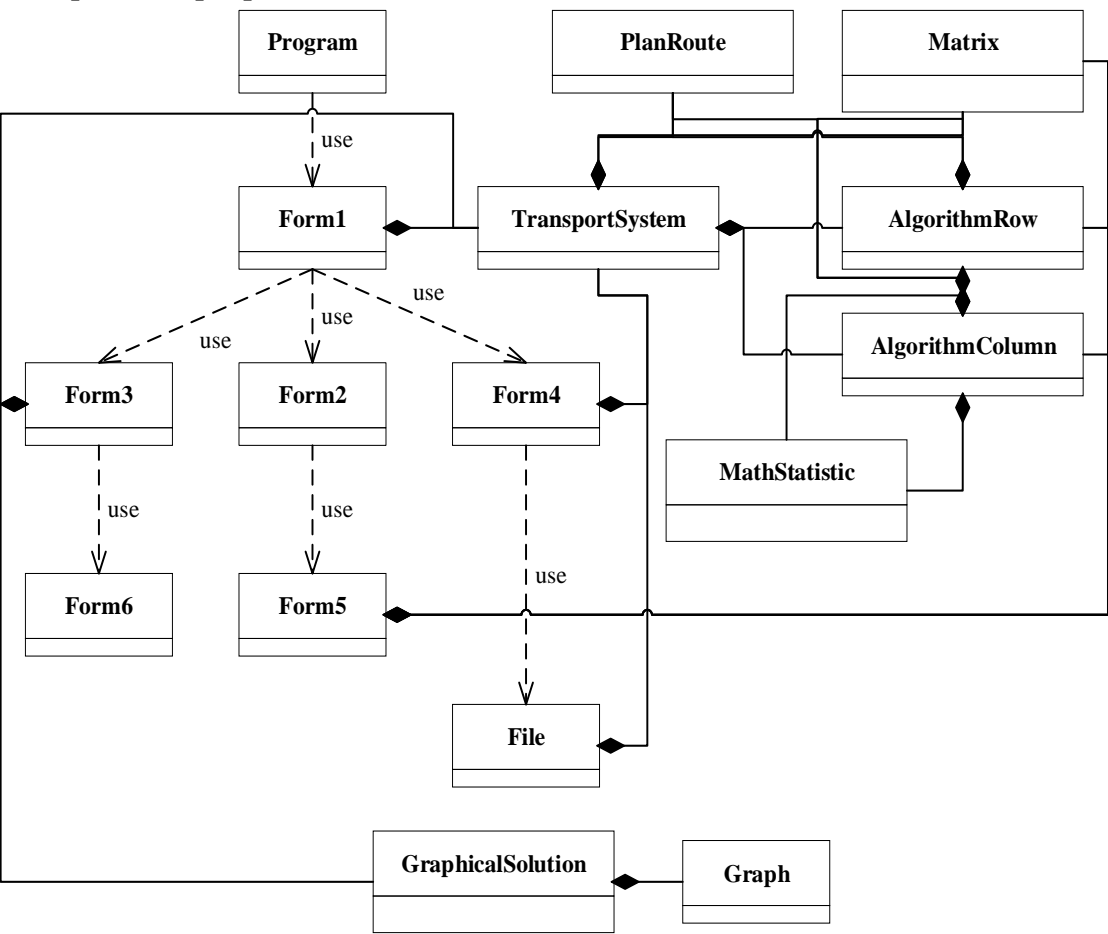 Program
PlanRoute
Matrix
use
Form1
TransportSystem
AlgorithmRow
use
use
use
AlgorithmColumn
Form3
Form2
Form4
MathStatistic
use
use
use
Form6
Form5
File
GraphicalSolution
Graph